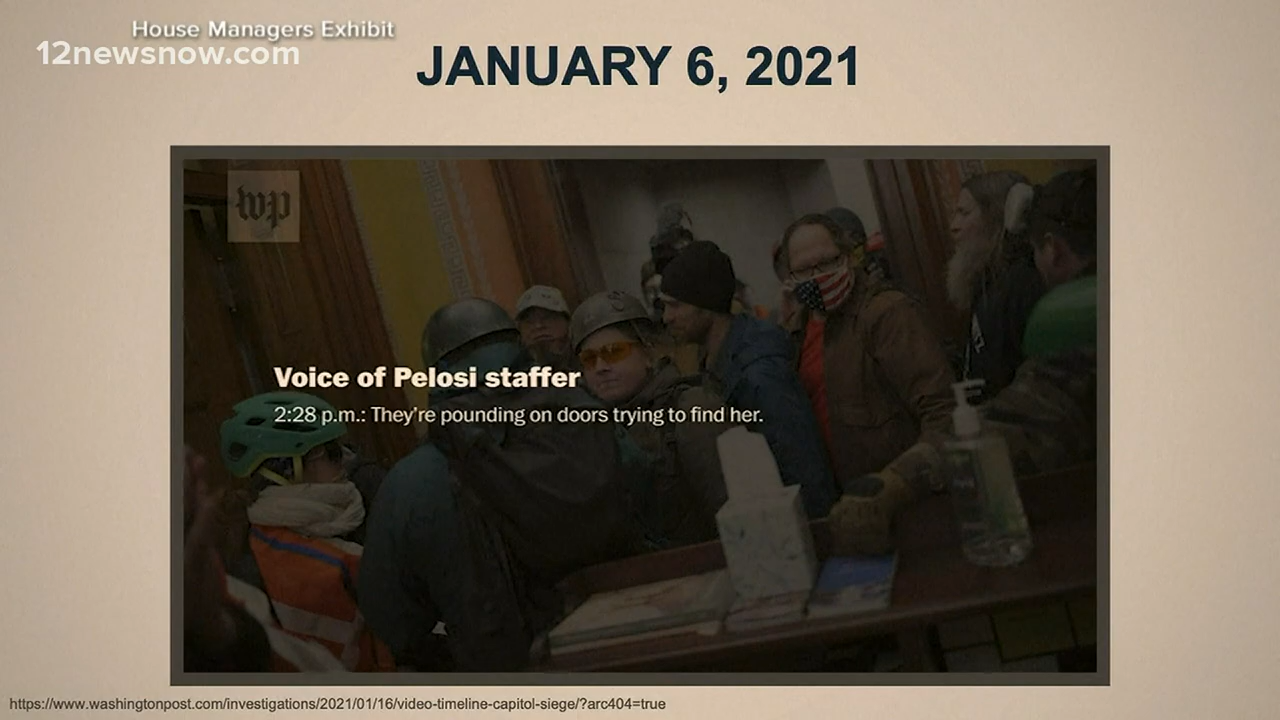 House Managers Exhibit
12newsnow.com
JANUARY 6, 2021
wp
Voice of Pelosi staffer
2:28 p.m.: They're pounding on doors trying to find her.
https://www.washingtonpost.com/investigations/2021/01/16/video-timeline-capitol-siege/?arc404=true